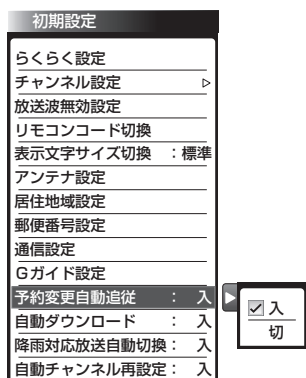 初期設定
らくらく設定
チャンネル設定 ▷
放送波無効設定
リモコンコード切換
表示文字サイズ切換 ：標準
アンテナ設定
居住地域設定
郵便番号設定
通信設定
Gガイド設定
予約変更自動追従 ： 入
自動ダウンロード ： 入
降雨対応放送自動切換： 入
自動チャンネル再設定： 入
入
切